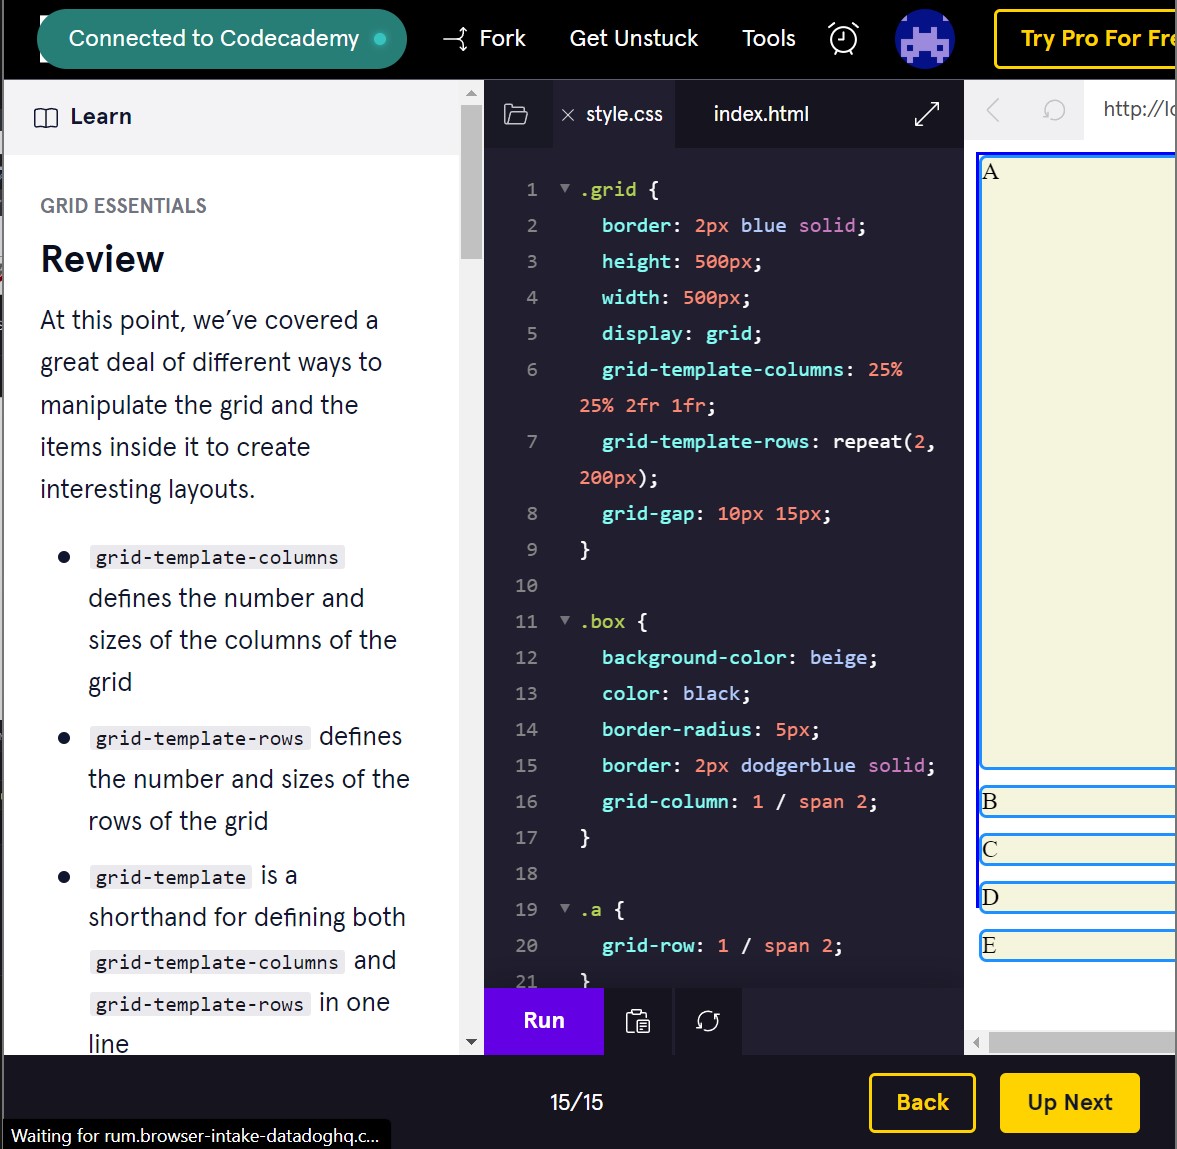 Connected to Codecademy
Fork
Get Unstuck
Tools
Try Pro For Fre
Learn
GRID ESSENTIALS
Review
At this point, we’ve covered a
great deal of different ways to
manipulate the grid and the
items inside it to create
interesting layouts.
grid-template-columns
defines the number and
sizes of the columns of the
grid
grid-template-rows defines
the number and sizes of the
rows of the grid
grid-template is a
shorthand for defining both
grid-template-columns and
grid-template-rows in one
line
style.css
index.html
1 .grid {
2 border: 2px blue solid;
3 height: 500px;
4 width: 500px;
5 display: grid;
6 grid-template-columns: 25%
25% 2fr 1fr;
7 grid-template-rows: repeat(2,
200px);
8 grid-gap: 10px 15px;
9 }
10
11 .box {
12 background-color: beige;
13 color: black;
14 border-radius: 5px;
15 border: 2px dodgerblue solid;
16 grid-column: 1 / span 2;
17 }
18
19 .a {
20 grid-row: 1 / span 2;
21 }
Run
http://lo
A
B
C
D
E
15/15
Back
Up Next
Waiting for rum.browser-intake-datadoghq.c...